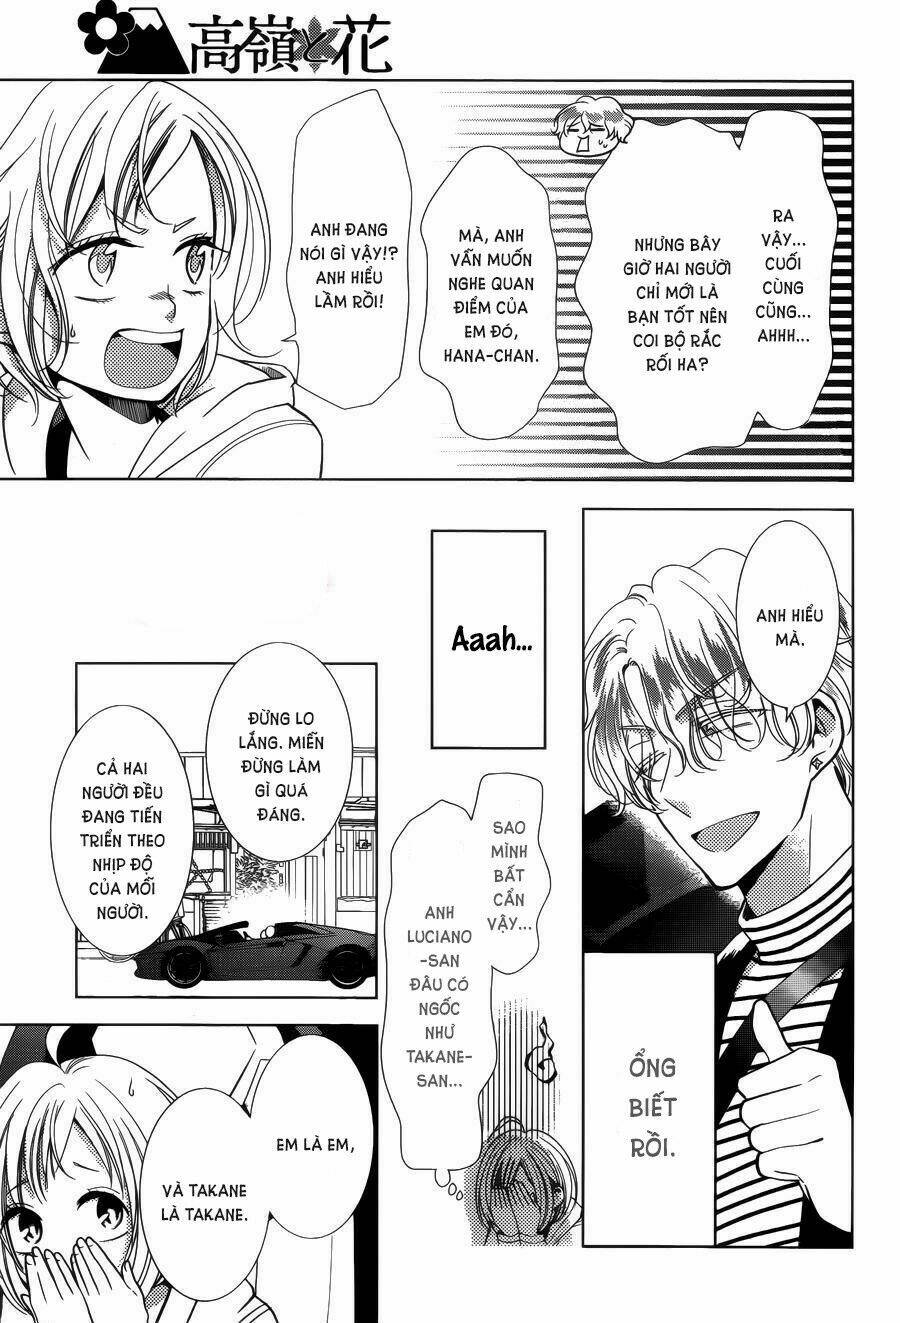 高嶺と花
RA
VẬY...
CUỐI
CÙNG
CŨNG...
AHHH...
NHƯNG BÂY
GIỜ HAI NGƯỜI
CHỈ MỚI LÀ
BẠN TỐT NÊN
COI BỘ RẮC
RỐI HA?
MÀ, ANH
VẪN MUỐN
NGHE QUAN
ĐIỂM CỦA
EM ĐÓ,
HANA-CHAN.
ANH ĐANG
NÓI GÌ VẬY!?
ANH HIỂU
LẦM RỒI!
ANH HIỂU
MÀ.
ỔNG
BIẾT
RỒI.
Aaah...
SAO
MÌNH
BẤT
CẨN
VẬY...
ANH
LUCIANO
-SAN
ĐÂU CÓ
NGỐC
NHƯ
TAKANE-
SAN...
ĐỪNG LO
LẮNG. MIỄN
ĐỪNG LÀM
GÌ QUÁ
ĐÁNG.
CẢ HAI
NGƯỜI ĐỀU
ĐANG TIẾN
TRIỂN THEO
NHỊP ĐỘ
CỦA MỖI
NGƯỜI.
EM LÀ EM,
VÀ TAKANE
LÀ TAKANE.